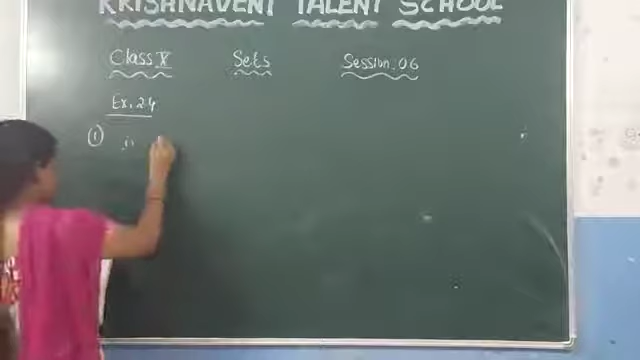 KRISHNAVENI TALENT SCHOOL
Class X Sets Session.06
Ex. 2.4
① i)